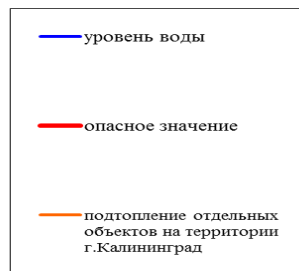 уровень воды
опасное значение
подтопление отдельных
объектов на территории
г.Калининград